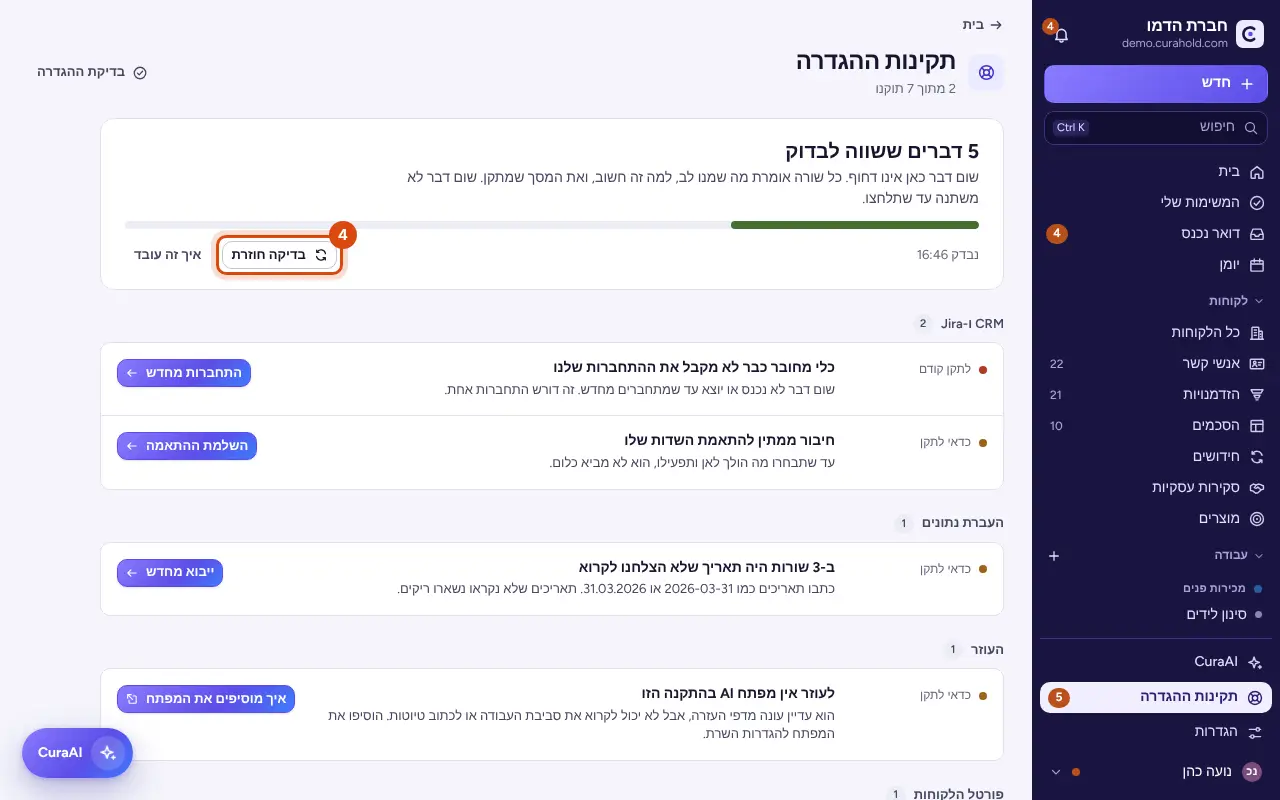 חברת הדמו
demo.curahold.com
4
חדש
חיפוש
Ctrl K
בית
המשימות שלי
דואר נכנס
4
יומן
לקוחות
כל הלקוחות
אנשי קשר
22
הזדמנויות
21
הסכמים
10
חידושים
סקירות עסקיות
מוצרים
עבודה
מכירות פנים
סינון לידים
CuraAI
תקינות ההגדרה
5
הגדרות
נועה כהן
נכ
בית
תקינות ההגדרה
2 מתוך 7 תוקנו
בדיקת ההגדרה
5 דברים ששווה לבדוק
שום דבר כאן אינו דחוף. כל שורה אומרת מה שמנו לב, למה זה חשוב, ואת המסך שמתקן. שום דבר לא
משתנה עד שתלחצו.
נבדק 16:46
4
בדיקה חוזרת
איך זה עובד
CRM ו-Jira
2
לתקן קודם
כלי מחובר כבר לא מקבל את ההתחברות שלנו
שום דבר לא נכנס או יוצא עד שמתחברים מחדש. זה דורש התחברות אחת.
התחברות מחדש
כדאי לתקן
חיבור ממתין להתאמת השדות שלו
עד שתבחרו מה הולך לאן ותפעילו, הוא לא מביא כלום.
השלמת ההתאמה
העברת נתונים
1
כדאי לתקן
ב-3 שורות היה תאריך שלא הצלחנו לקרוא
כתבו תאריכים כמו 2026-03-31 או 31.03.2026. תאריכים שלא נקראו נשארו ריקים.
ייבוא מחדש
העוזר
1
כדאי לתקן
לעוזר אין מפתח AI בהתקנה הזו
הוא עדיין עונה מדפי העזרה, אבל לא יכול לקרוא את סביבת העבודה או לכתוב טיוטות. הוסיפו את
המפתח להגדרות השרת.
איך מוסיפים את המפתח
פורטל הלקוחות
1
CuraAI